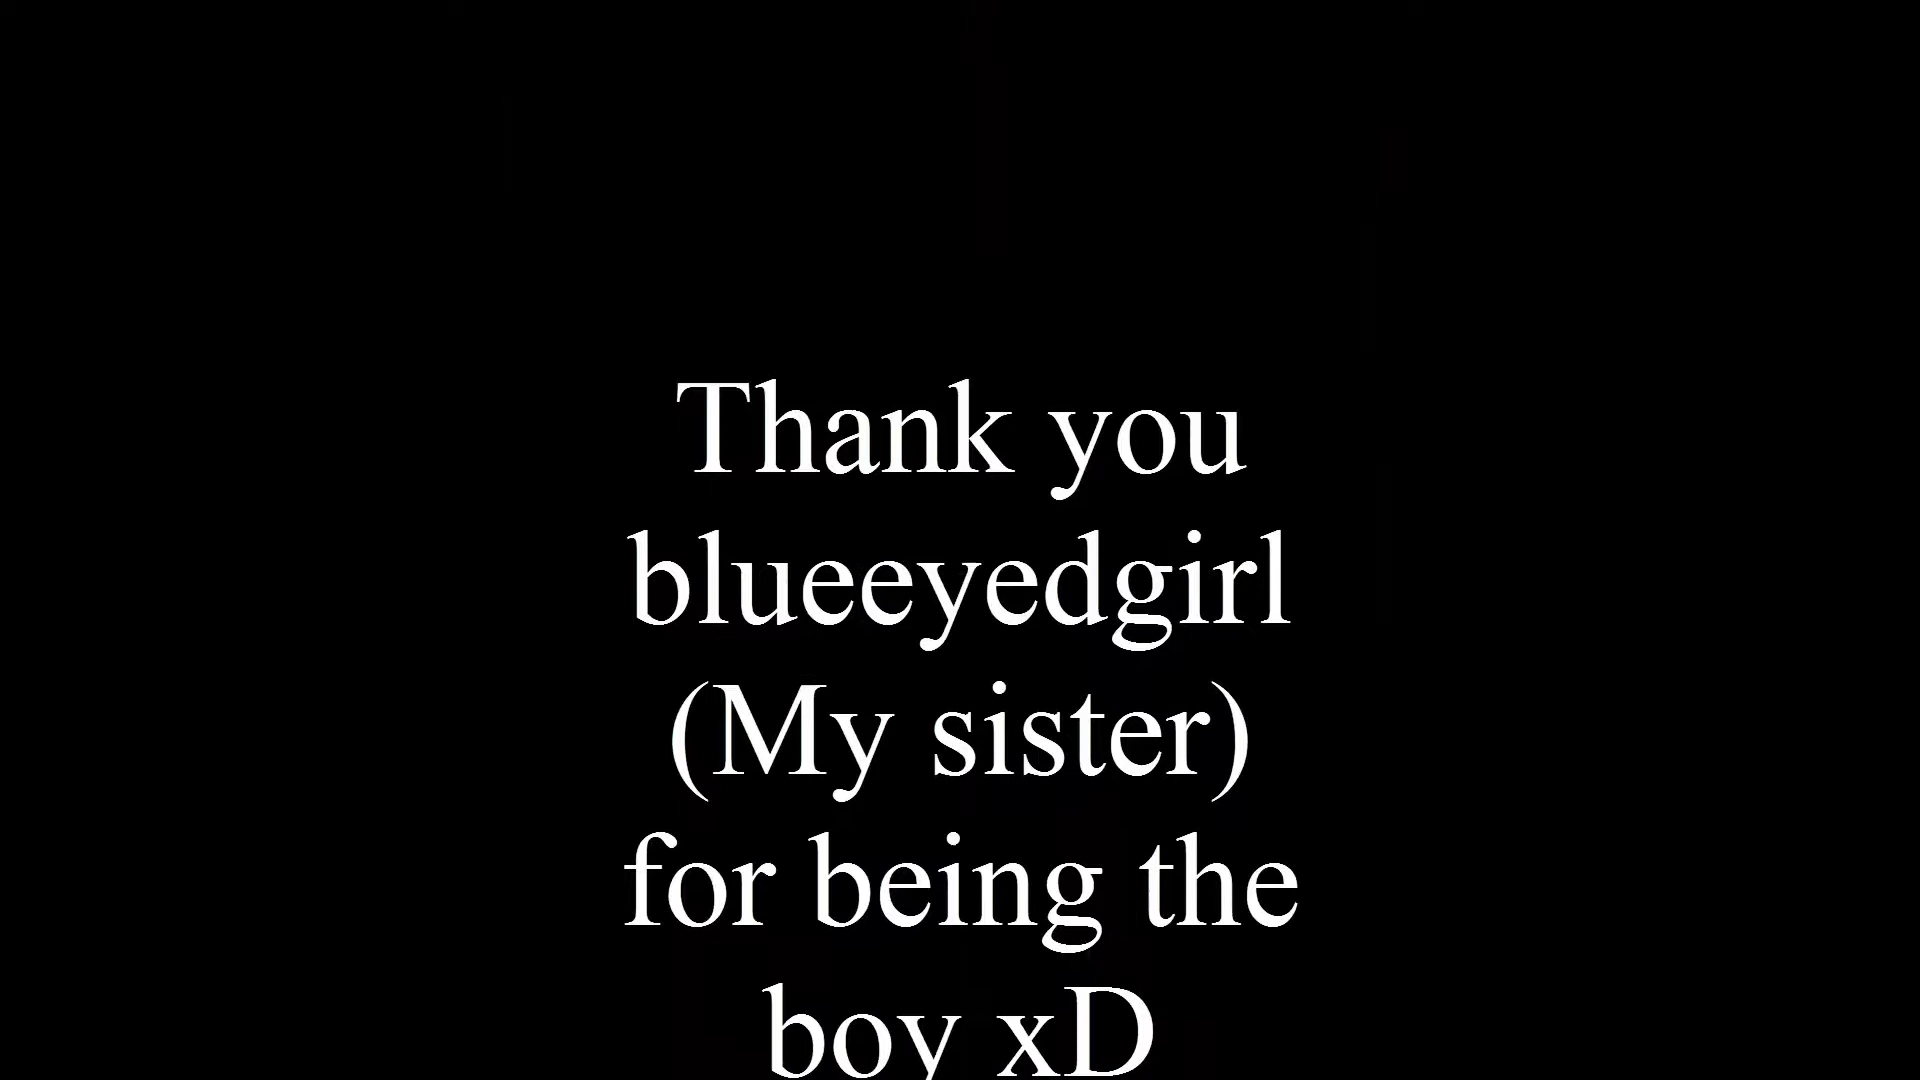 Thank you
blueeyedgirl
(My sister)
for being the
boy xD